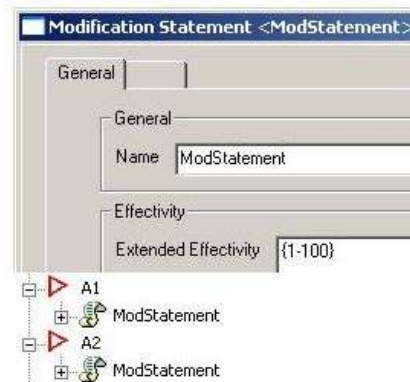 Modification Statement <ModStatement>
General
General
Name ModStatement
Effectivity
Extended Effectivity {1-100}
A1
ModStatement
A2
ModStatement